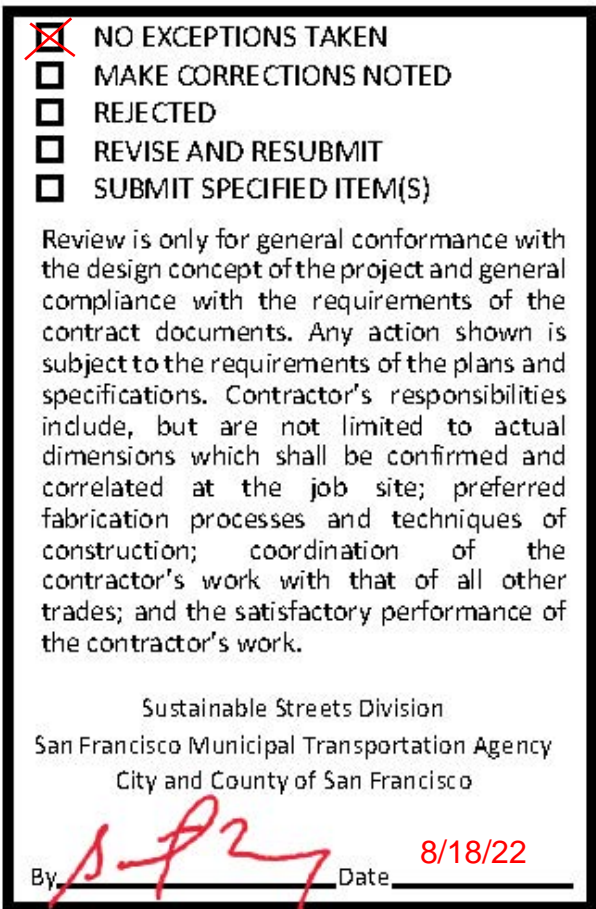 NO EXCEPTIONS TAKEN
MAKE CORRECTIONS NOTED
REJECTED
REVISE AND RESUBMIT
SUBMIT SPECIFIED ITEM(S)
Review is only for general conformance with
the design concept of the project and general
compliance with the requirements of the
contract documents. Any action shown is
subject to the requirements of the plans and
specifications. Contractor's responsibilities
include, but are not limited to actual
dimensions which shall be confirmed and
correlated at the job site; preferred
fabrication processes and techniques of
construction; coordination of the
contractor's work with that of all other
trades; and the satisfactory performance of
the contractor's work.
Sustainable Streets Division
San Francisco Municipal Transportation Agency
City and County of San Francisco
By Date 8/18/22